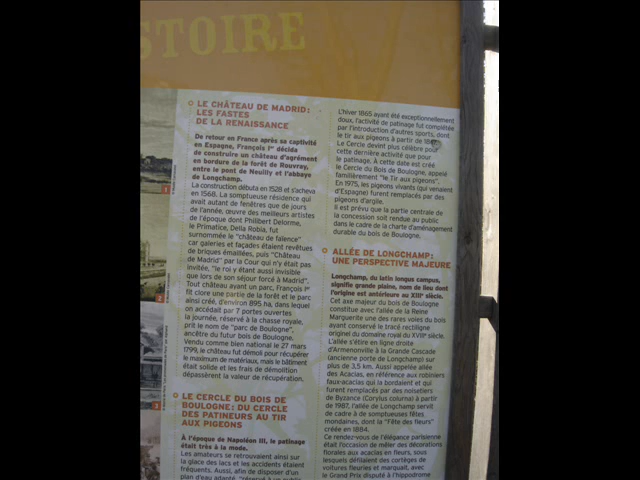 STOIRE
LE CHÂTEAU DE MADRID :
LES FASTES
DE LA RENAISSANCE
De retour en France après sa captivité
en Espagne, François Ier décida
de construire un château d'agrément
en bordure de la forêt de Rouvray,
entre le pont de Neuilly et l'abbaye
de Longchamp.
La construction débuta en 1528 et s'acheva
en 1568. La somptueuse résidence qui
avait autant de fenêtres que de jours
de l'année, œuvre des meilleurs artistes
de l'époque dont Philibert Delorme,
le Primatice, Della Robia, fut
surnommée le "château de faïence"
car galeries et façades étaient revêtues
de briques émaillées, puis "Château
de Madrid" par la Cour qui n'y était pas
invitée, "le roi y étant aussi invisible
que lors de son séjour forcé à Madrid".
Tout château ayant un parc, François Ier
fit clore une partie de la forêt et le parc
ainsi créé, d'environ 895 ha, dans lequel
on accédait par 7 portes ouvertes
la journée, réservé à la chasse royale,
prit le nom de "parc de Boulogne",
ancêtre du futur bois de Boulogne.
Vendu comme bien national le 27 mars
1799, le château fut démoli pour récupérer
le maximum de matériaux, mais le bâtiment
était solide et les frais de démolition
dépassèrent la valeur de récupération.
LE CERCLE DU BOIS DE
BOULOGNE : DU CERCLE
DES PATINEURS AU TIR
AUX PIGEONS
À l'époque de Napoléon III, le patinage
était très à la mode.
Les amateurs se retrouvaient ainsi sur
la glace des lacs et les accidents étaient
fréquents. Aussi, afin de disposer d'un
plan d'eau adapté, "réservé à un public
L'hiver 1865 ayant été exceptionnellement
doux, l'activité de patinage fut complétée
par l'introduction d'autres sports, dont
le tir aux pigeons à partir de
Le Cercle devint plus célèbre pour
cette dernière activité que pour
le patinage. À cette date est créé
le Cercle du Bois de Boulogne, appelé
familièrement "le Tir aux pigeons".
En 1975, les pigeons vivants (qui venaient
d'Espagne) furent remplacés par des
pigeons d'argile.
Il est prévu que la partie centrale de
la concession soit rendue au public
dans le cadre de la charte d'aménagement
durable du bois de Boulogne.
ALLÉE DE LONGCHAMP :
UNE PERSPECTIVE MAJEURE
Longchamp, du latin longus campus,
signifie grande plaine, nom de lieu dont
l'origine est antérieure au XIIIe siècle.
Cet axe majeur du bois de Boulogne
constitue avec l'allée de la Reine
Marguerite une des rares voies du bois
ayant conservé le tracé rectiligne
originel du domaine royal du XVIIIe siècle.
L'allée s'étire en ligne droite
d'Armenonville à la Grande Cascade
(ancienne porte de Longchamp) sur
plus de 3,5 km. Aussi appelée allée
des Acacias, en référence aux robiniers
faux-acacias qui la bordaient et qui
furent remplacés par des noisetiers
de Byzance (Corylus colurna) à partir
de 1987, l'allée de Longchamp servit
de cadre à de somptueuses fêtes
mondaines, dont la "Fête des fleurs"
créée en 1884.
Ce rendez-vous de l'élégance parisienne
était l'occasion de mêler des décorations
florales aux acacias en fleurs, sous
lesquels défilaient des cortèges de
voitures fleuries et marquait, avec
le Grand Prix disputé à l'hippodrome
1
2
3